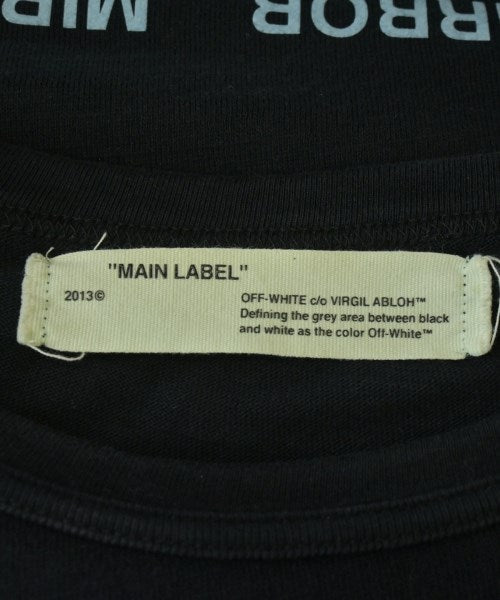 MIRROR
"MAIN LABEL"
2013©
OFF-WHITE c/o VIRGIL ABLOH™
Defining the grey area between black
and white as the color Off-White™